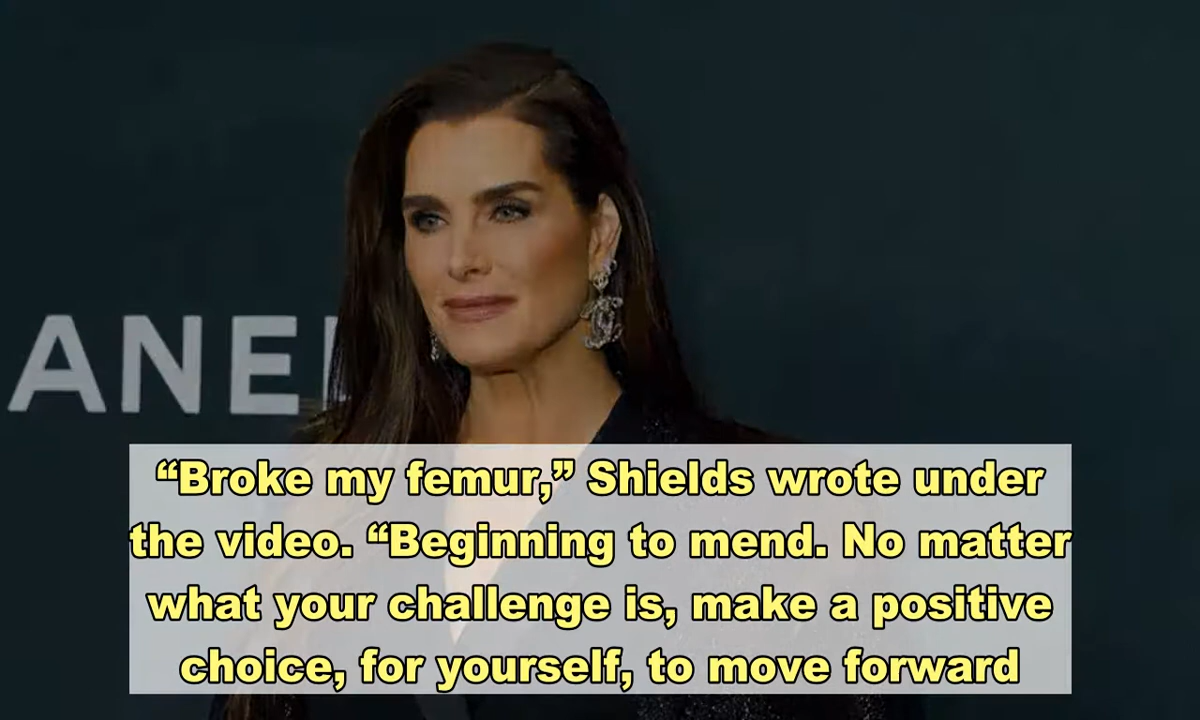 ANEL
“Broke my femur,” Shields wrote under
the video. “Beginning to mend. No matter
what your challenge is, make a positive
choice, for yourself, to move forward